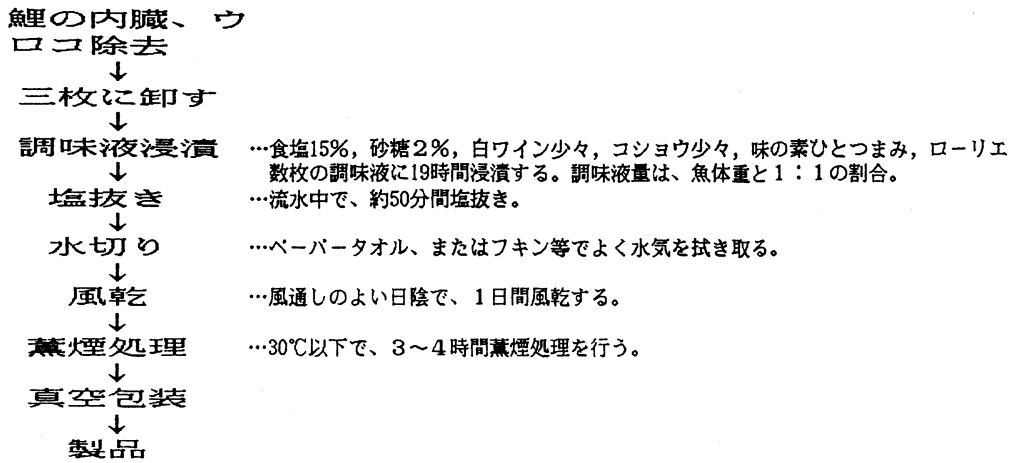 鯉の内臓、ウ
ロコ除去
↓
三枚に卸す
↓
調味液浸漬 …食塩15%，砂糖2%，白ワイン少々，コショウ少々，味の素ひとつまみ，ローリエ
↓ 数枚の調味液に19時間浸漬する。調味液量は、魚体重と1：1の割合。
塩抜き …流水中で、約50分間塩抜き。
↓
水切り …ペーパータオル、またはフキン等でよく水気を拭き取る。
↓
風乾 …風通しのよい日陰で、1日間風乾する。
↓
薫煙処理 …30℃以下で、3～4時間薫煙処理を行う。
↓
真空包装
↓
製品